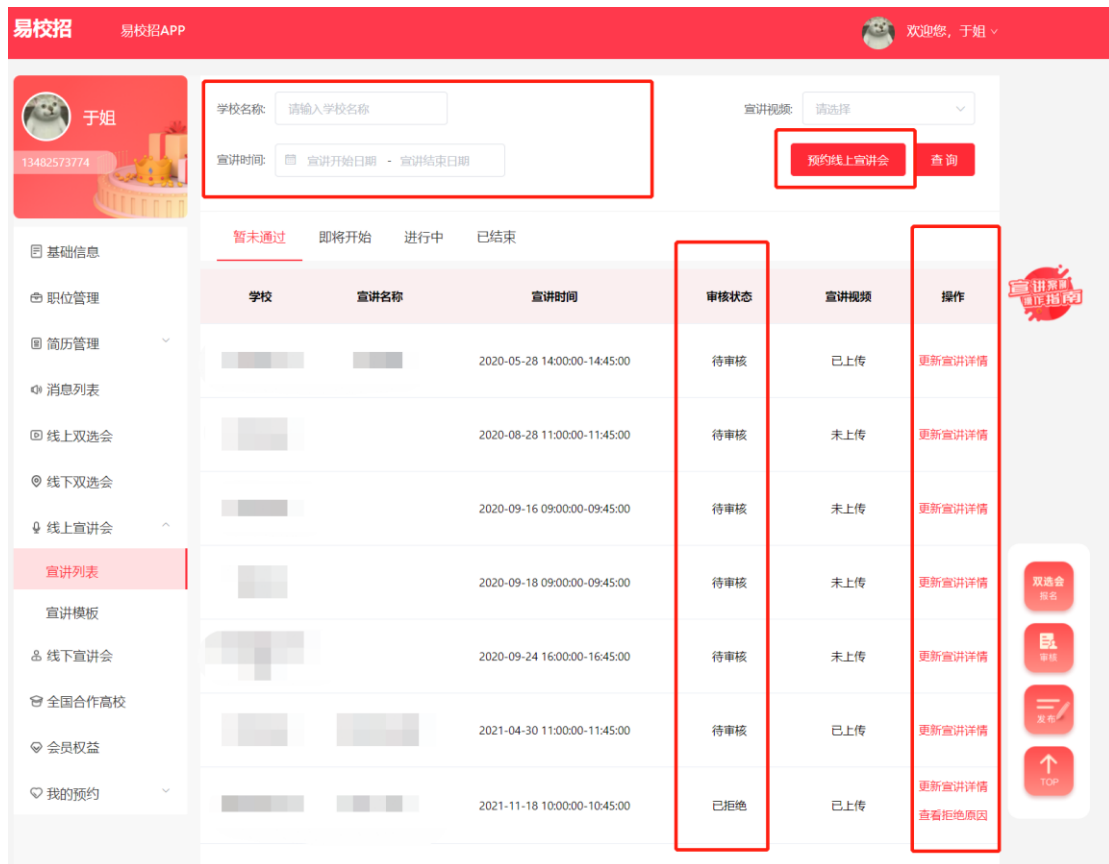 易校招
易校招APP
欢迎您，于姐
于姐
13482573774
学校名称: 请输入学校名称
宣讲视频: 请选择
宣讲时间: 宣讲开始日期 - 宣讲结束日期
预约线上宣讲会 查询
暂未通过 即将开始 进行中 已结束
学校 宣讲名称 宣讲时间 审核状态 宣讲视频 操作
2020-05-28 14:00:00-14:45:00 待审核 已上传 更新宣讲详情
2020-08-28 11:00:00-11:45:00 待审核 未上传 更新宣讲详情
2020-09-16 09:00:00-09:45:00 待审核 未上传 更新宣讲详情
2020-09-18 09:00:00-09:45:00 待审核 未上传 更新宣讲详情
2020-09-24 16:00:00-16:45:00 待审核 未上传 更新宣讲详情
2021-04-30 11:00:00-11:45:00 待审核 已上传 更新宣讲详情
2021-11-18 10:00:00-10:45:00 已拒绝 已上传 更新宣讲详情
查看拒绝原因
基础信息
职位管理
简历管理
消息列表
线上双选会
线下双选会
线上宣讲会
宣讲列表
宣讲模板
线下宣讲会
全国合作高校
会员权益
我的预约
操作指南
双选会
报名
审核
发布
TOP